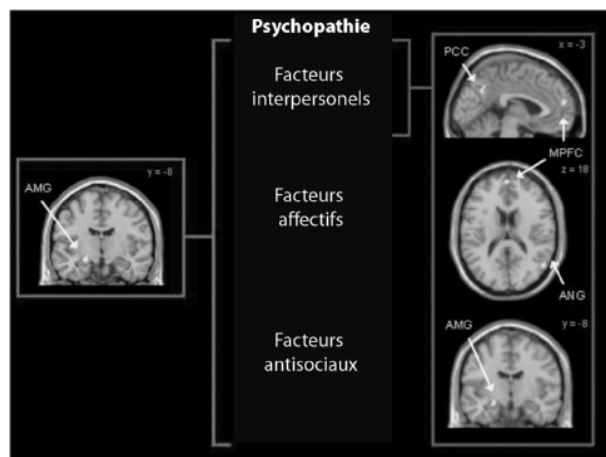 Psychopathie
Facteurs
interpersonels
Facteurs
affectifs
Facteurs
antisociaux
AMG
y = -8
PCC
x = -3
MPFC
z = 18
ANG
AMG
y = -8